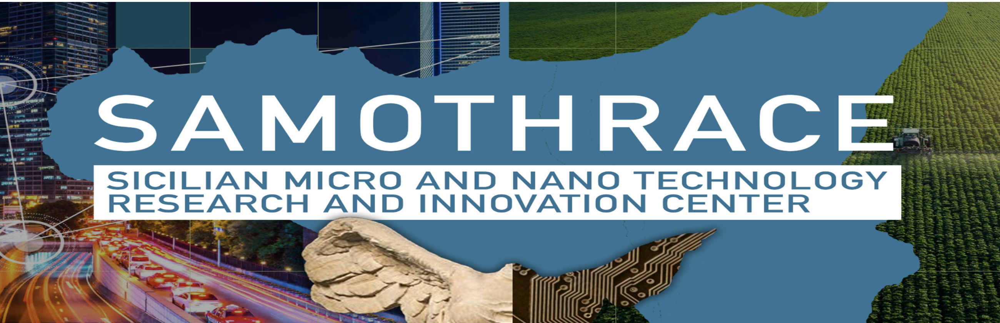 SAMOTHRACE
SICILIAN MICRO AND NANO TECHNOLOGY
RESEARCH AND INNOVATION CENTER